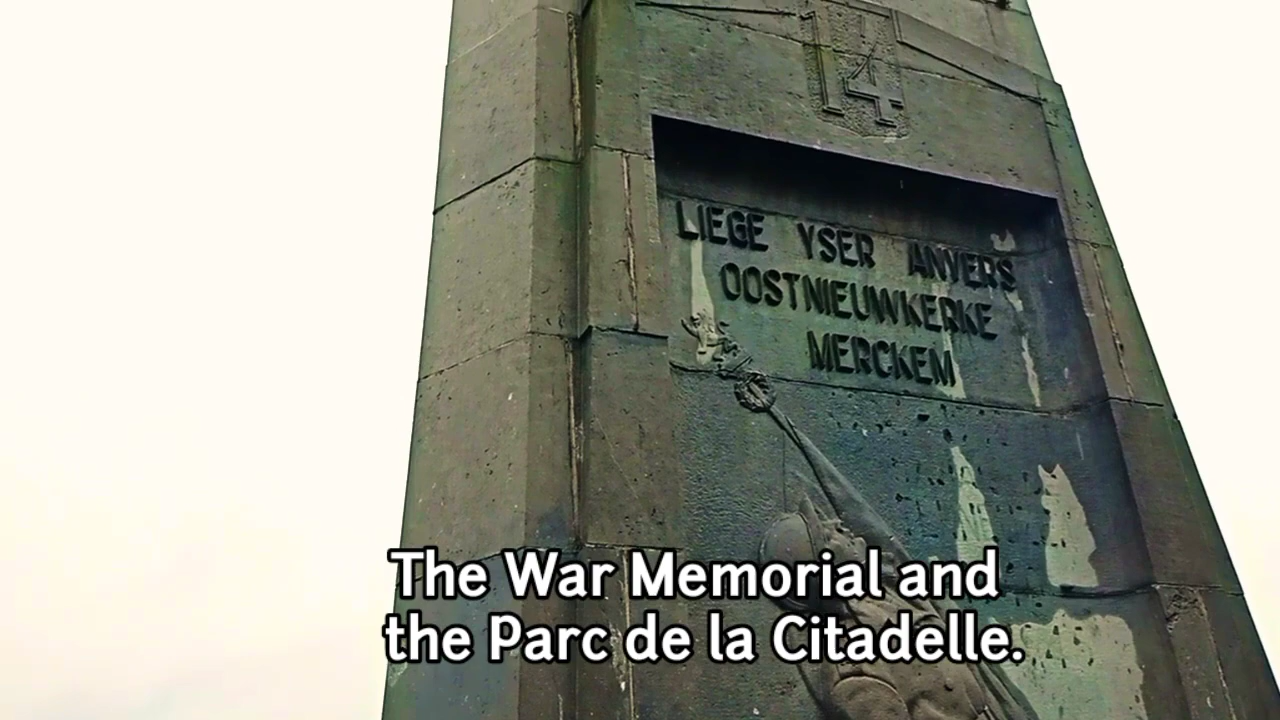 14
LIEGE YSER ANVERS
OOSTNIEUWKERKE
MERCKEM
The War Memorial and
the Parc de la Citadelle.